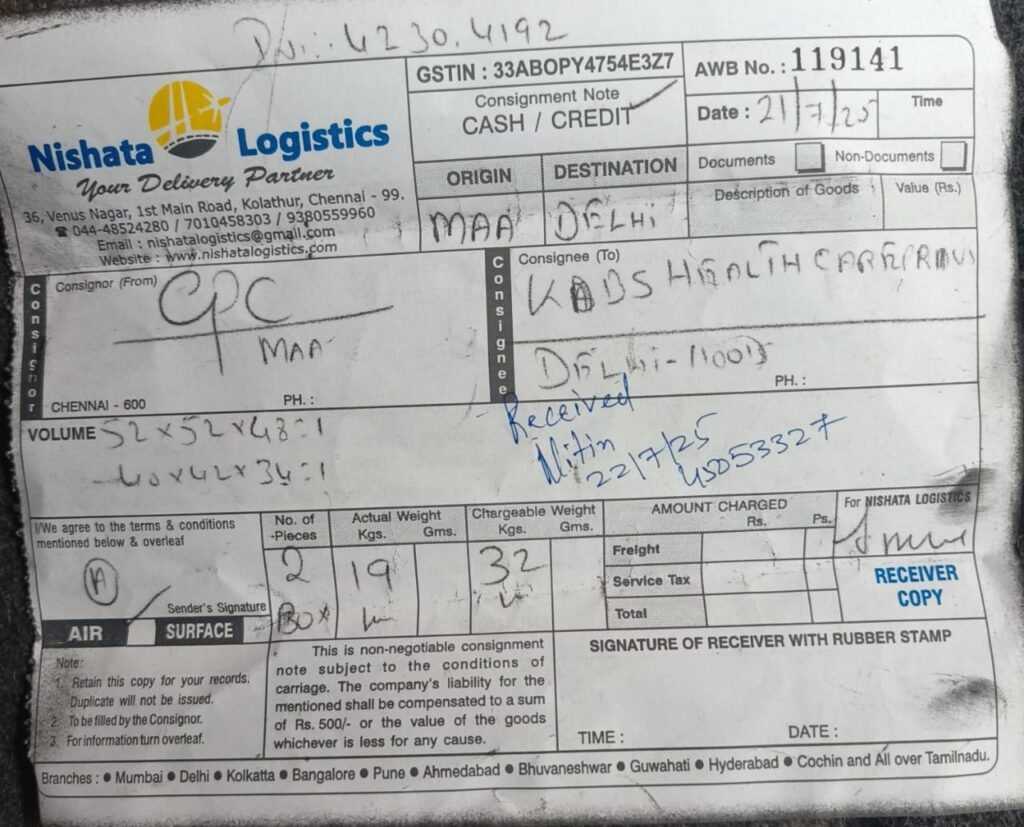 4230.4192
Nishata Logistics
Your Delivery Partner
36, Venus Nagar, 1st Main Road, Kolathur, Chennai - 99.
☎ 044-48524280 / 7010458303 / 9380559960
Email : nishatalogistics@gmail.com
Website : www.nishatalogistics.com
GSTIN : 33ABOPY4754E3Z7
Consignment Note
CASH / CREDIT
AWB No. : 119141
Date : 21/7/25
Time
ORIGIN
DESTINATION
MAA
DELHI
Documents
Non-Documents
Description of Goods
Value (Rs.)
Consignor
Consignor (From)
CPC
MAA
CHENNAI - 600
PH. :
Consignee
Consignee (To)
KABS HEALTH CARE
DELHI-110015
PH. :
VOLUME 52x52x48=1
40x42x34=1
Received
Nitin
22/7/25
I/We agree to the terms & conditions
mentioned below & overleaf
A
Sender's Signature
AIR
SURFACE
No. of
-Pieces
2
BOX
Actual Weight
Kgs. Gms.
19
Chargeable Weight
Kgs. Gms.
32
AMOUNT CHARGED
Rs. Ps.
Freight
Service Tax
Total
For NISHATA LOGISTICS
RECEIVER
COPY
Note:
1. Retain this copy for your records.
Duplicate will not be issued.
2. To be filled by the Consignor.
3. For information turn overleaf.
This is non-negotiable consignment
note subject to the conditions of
carriage. The company's liability for the
mentioned shall be compensated to a sum
of Rs. 500/- or the value of the goods
whichever is less for any cause.
SIGNATURE OF RECEIVER WITH RUBBER STAMP
TIME :
DATE :
Branches : ● Mumbai ● Delhi ● Kolkatta ● Bangalore ● Pune ● Ahmedabad ● Bhuvaneshwar ● Guwahati ● Hyderabad ● Cochin and All over Tamilnadu.